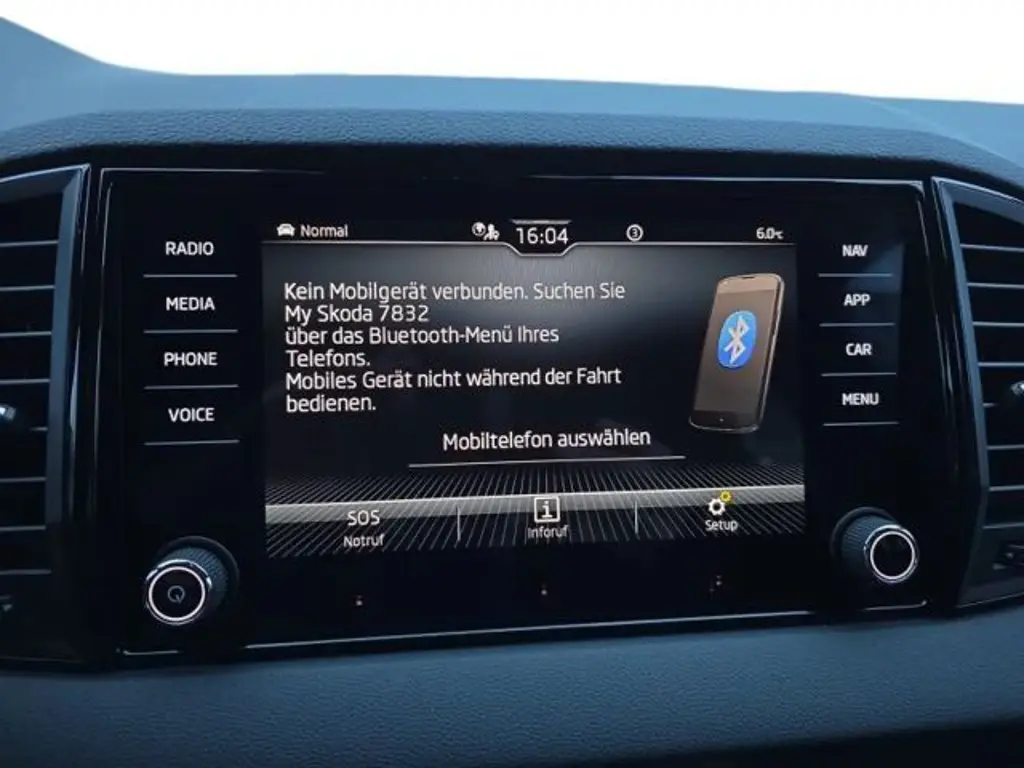 Normal
16:04
3
6.0°C
RADIO
MEDIA
PHONE
VOICE
Kein Mobilgerät verbunden. Suchen Sie
My Skoda 7832
über das Bluetooth-Menü Ihres
Telefons.
Mobiles Gerät nicht während der Fahrt
bedienen.
Mobiltelefon auswählen
SOS
Notruf
i
Inforuf
Setup
NAV
APP
CAR
MENU